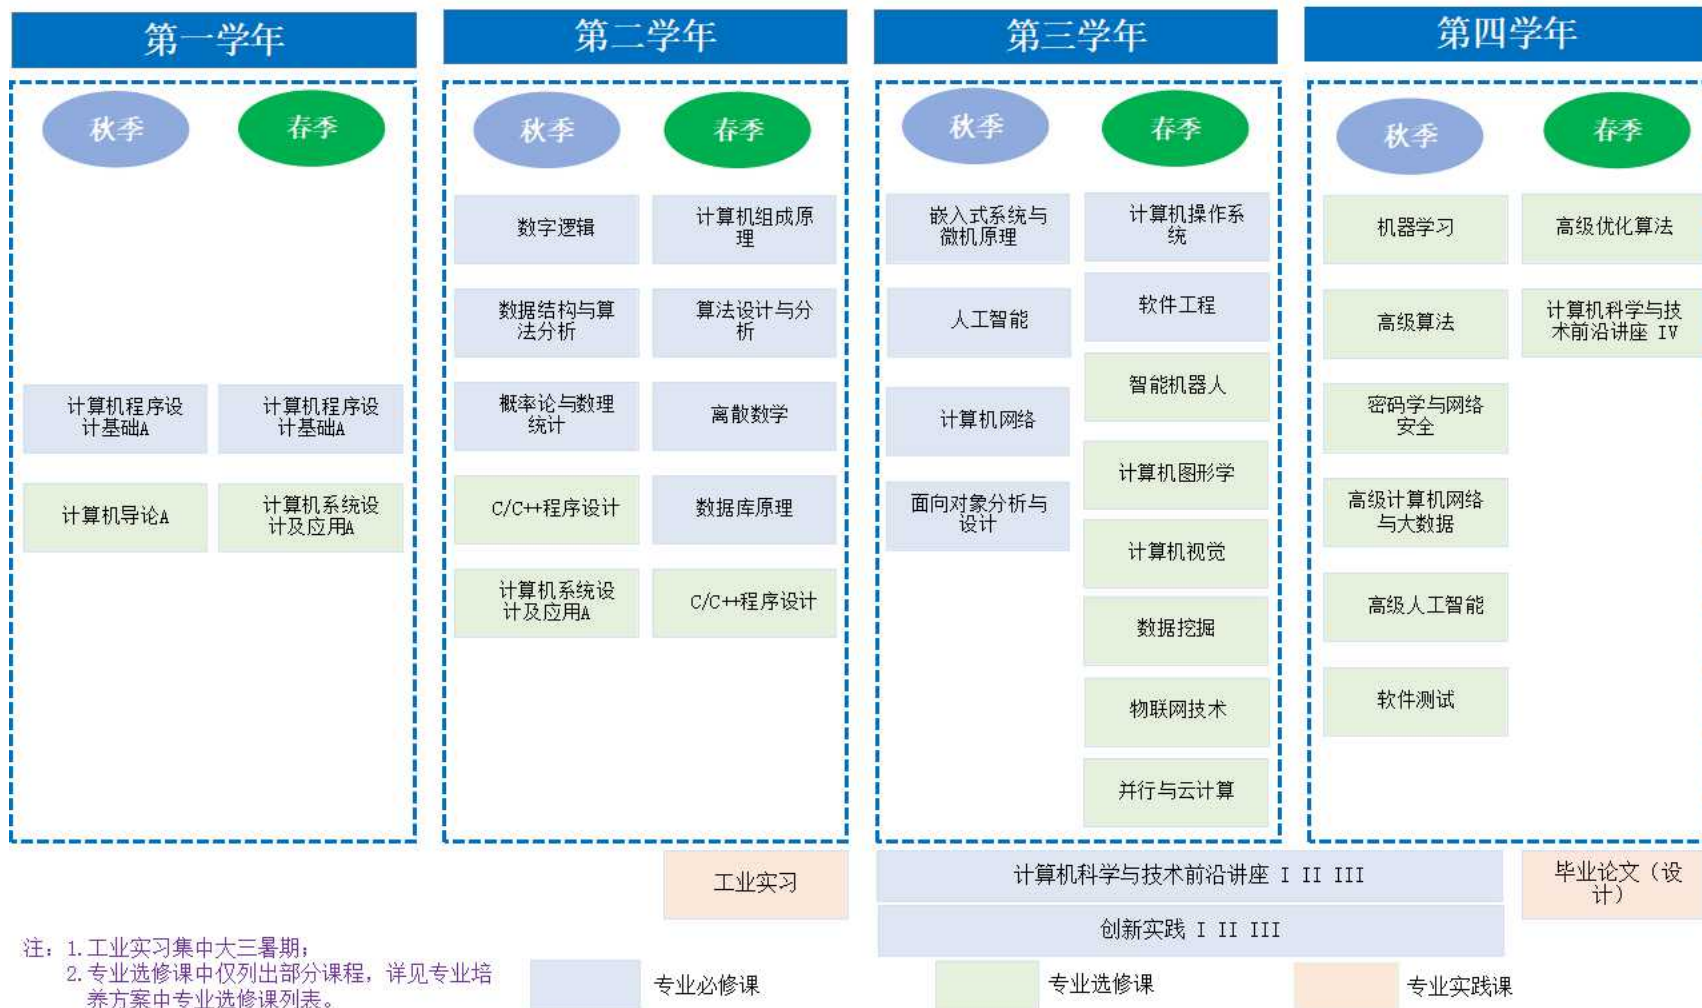 第一学年
秋季
春季
计算机程序设
计基础A
计算机程序设
计基础A
计算机导论A
计算机系统设
计及应用A
第二学年
秋季
春季
数字逻辑
计算机组成原
理
数据结构与算
法分析
算法设计与分
析
概率论与数理
统计
离散数学
C/C++程序设计
数据库原理
计算机系统设
计及应用A
C/C++程序设计
第三学年
秋季
春季
嵌入式系统与
微机原理
计算机操作系
统
人工智能
软件工程
智能机器人
计算机网络
计算机图形学
面向对象分析与
设计
计算机视觉
数据挖掘
物联网技术
并行与云计算
第四学年
秋季
春季
机器学习
高级优化算法
高级算法
计算机科学与技
术前沿讲座 IV
密码学与网络
安全
高级计算机网络
与大数据
高级人工智能
软件测试
工业实习
计算机科学与技术前沿讲座 I II III
毕业论文（设
计）
创新实践 I II III
注：1.工业实习集中大三暑期；
2.专业选修课中仅列出部分课程，详见专业培
养方案中专业选修课列表。
专业必修课
专业选修课
专业实践课